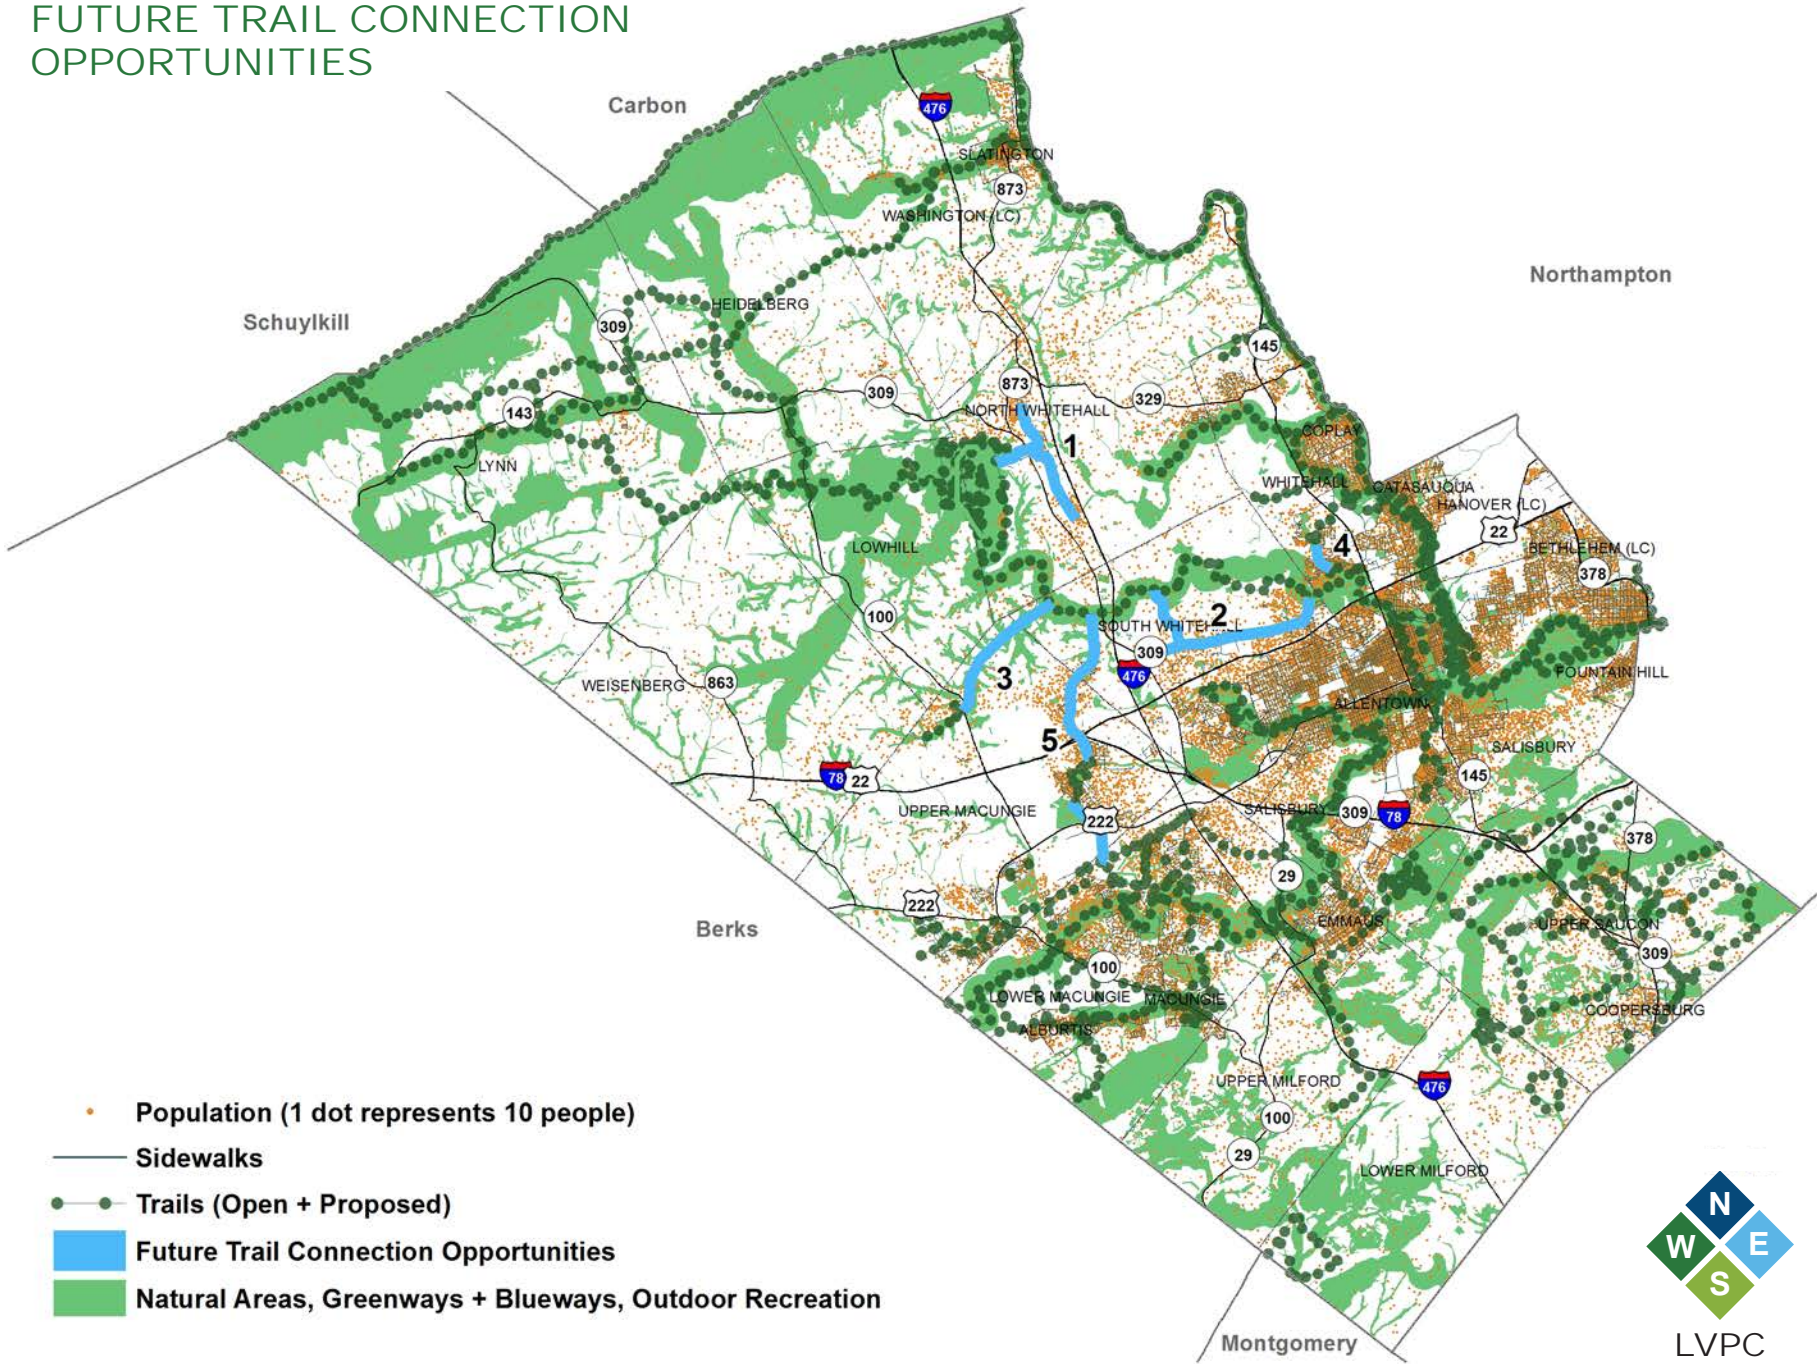 FUTURE TRAIL CONNECTION
OPPORTUNITIES
Carbon
476
SLATINGTON
873
WASHINGTON (LC)
Northampton
Schuylkill
HEIDELBERG
309
145
309
873
329
143
NORTH WHITEHALL
1
COPLAY
LYNN
WHITEHALL
CATASAUQUA
HANOVER (LC)
22
LOWHILL
4
BETHLEHEM (LC)
378
100
2
SOUTH WHITEHALL
309
476
3
FOUNTAIN HILL
WEISENBERG
863
ALLENTOWN
5
SALISBURY
78
22
145
UPPER MACUNGIE
222
SALISBURY
309
78
378
29
222
EMMAUS
UPPER SAUCON
Berks
309
100
LOWER MACUNGIE
MACUNGIE
COOPERSBURG
ALBURTIS
UPPER MILFORD
476
100
29
LOWER MILFORD
Population (1 dot represents 10 people)
Sidewalks
Trails (Open + Proposed)
Future Trail Connection Opportunities
Natural Areas, Greenways + Blueways, Outdoor Recreation
Montgomery
N
W
E
S
LVPC